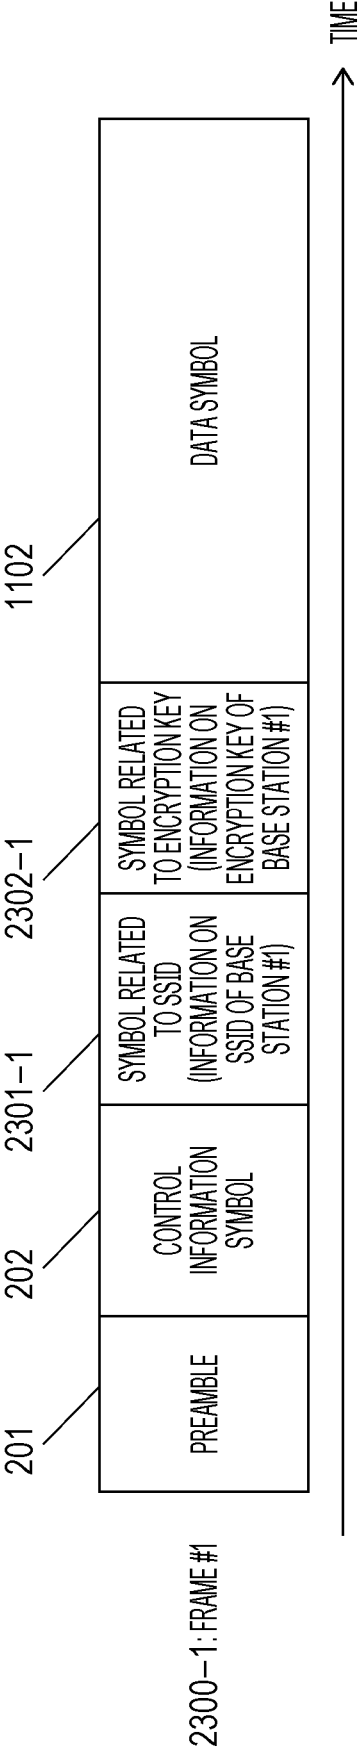 201
202
2301-1
2302-1
1102
2300-1: FRAME #1
PREAMBLE
CONTROL
INFORMATION
SYMBOL
SYMBOL RELATED
TO SSID
(INFORMATION ON
SSID OF BASE
STATION #1)
SYMBOL RELATED
TO ENCRYPTION KEY
(INFORMATION ON
ENCRYPTION KEY OF
BASE STATION #1)
DATA SYMBOL
TIME